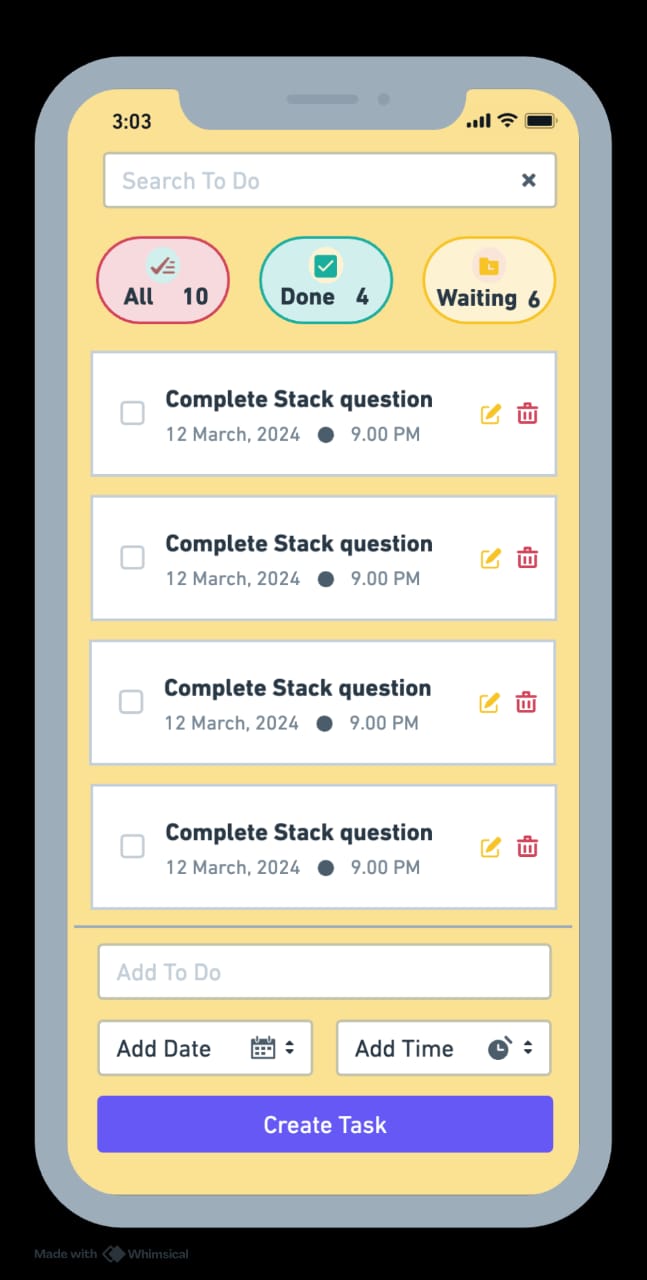 3:03
Search To Do
All 10
Done 4
Waiting 6
Complete Stack question
12 March, 2024 ● 9.00 PM
Complete Stack question
12 March, 2024 ● 9.00 PM
Complete Stack question
12 March, 2024 ● 9.00 PM
Complete Stack question
12 March, 2024 ● 9.00 PM
Add To Do
Add Date
Add Time
Create Task
Made with Whimsical